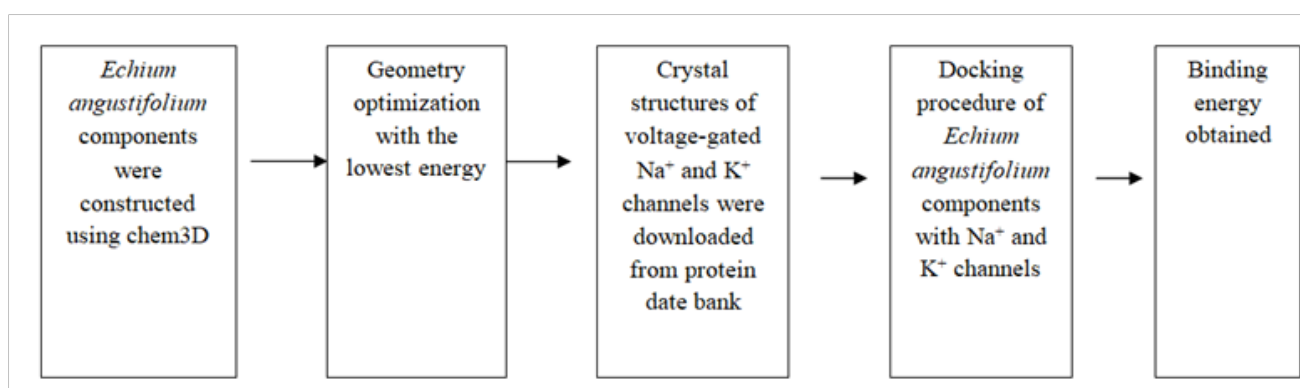 Echium
angustifolium
components
were
constructed
using chem3D
Geometry
optimization
with the
lowest energy
Crystal
structures of
voltage-gated
Na⁺ and K⁺
channels were
downloaded
from protein
date bank
Docking
procedure of
Echium
angustifolium
components
with Na⁺ and
K⁺ channels
Binding
energy
obtained